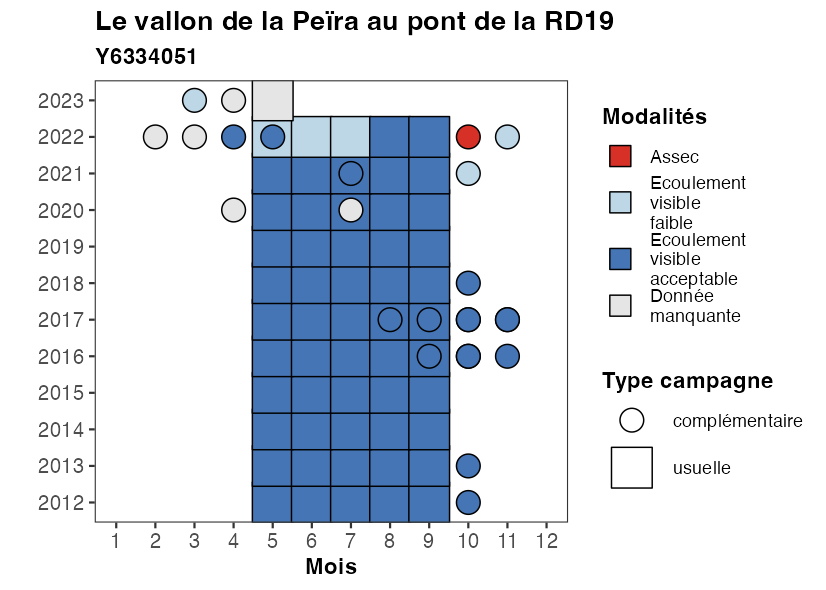 Le vallon de la Peïra au pont de la RD19
Y6334051
2023
2022
2021
2020
2019
2018
2017
2016
2015
2014
2013
2012
1 2 3 4 5 6 7 8 9 10 11 12
Mois
Modalités
Assec
Ecoulement
visible
faible
Ecoulement
visible
acceptable
Donnée
manquante
Type campagne
complémentaire
usuelle